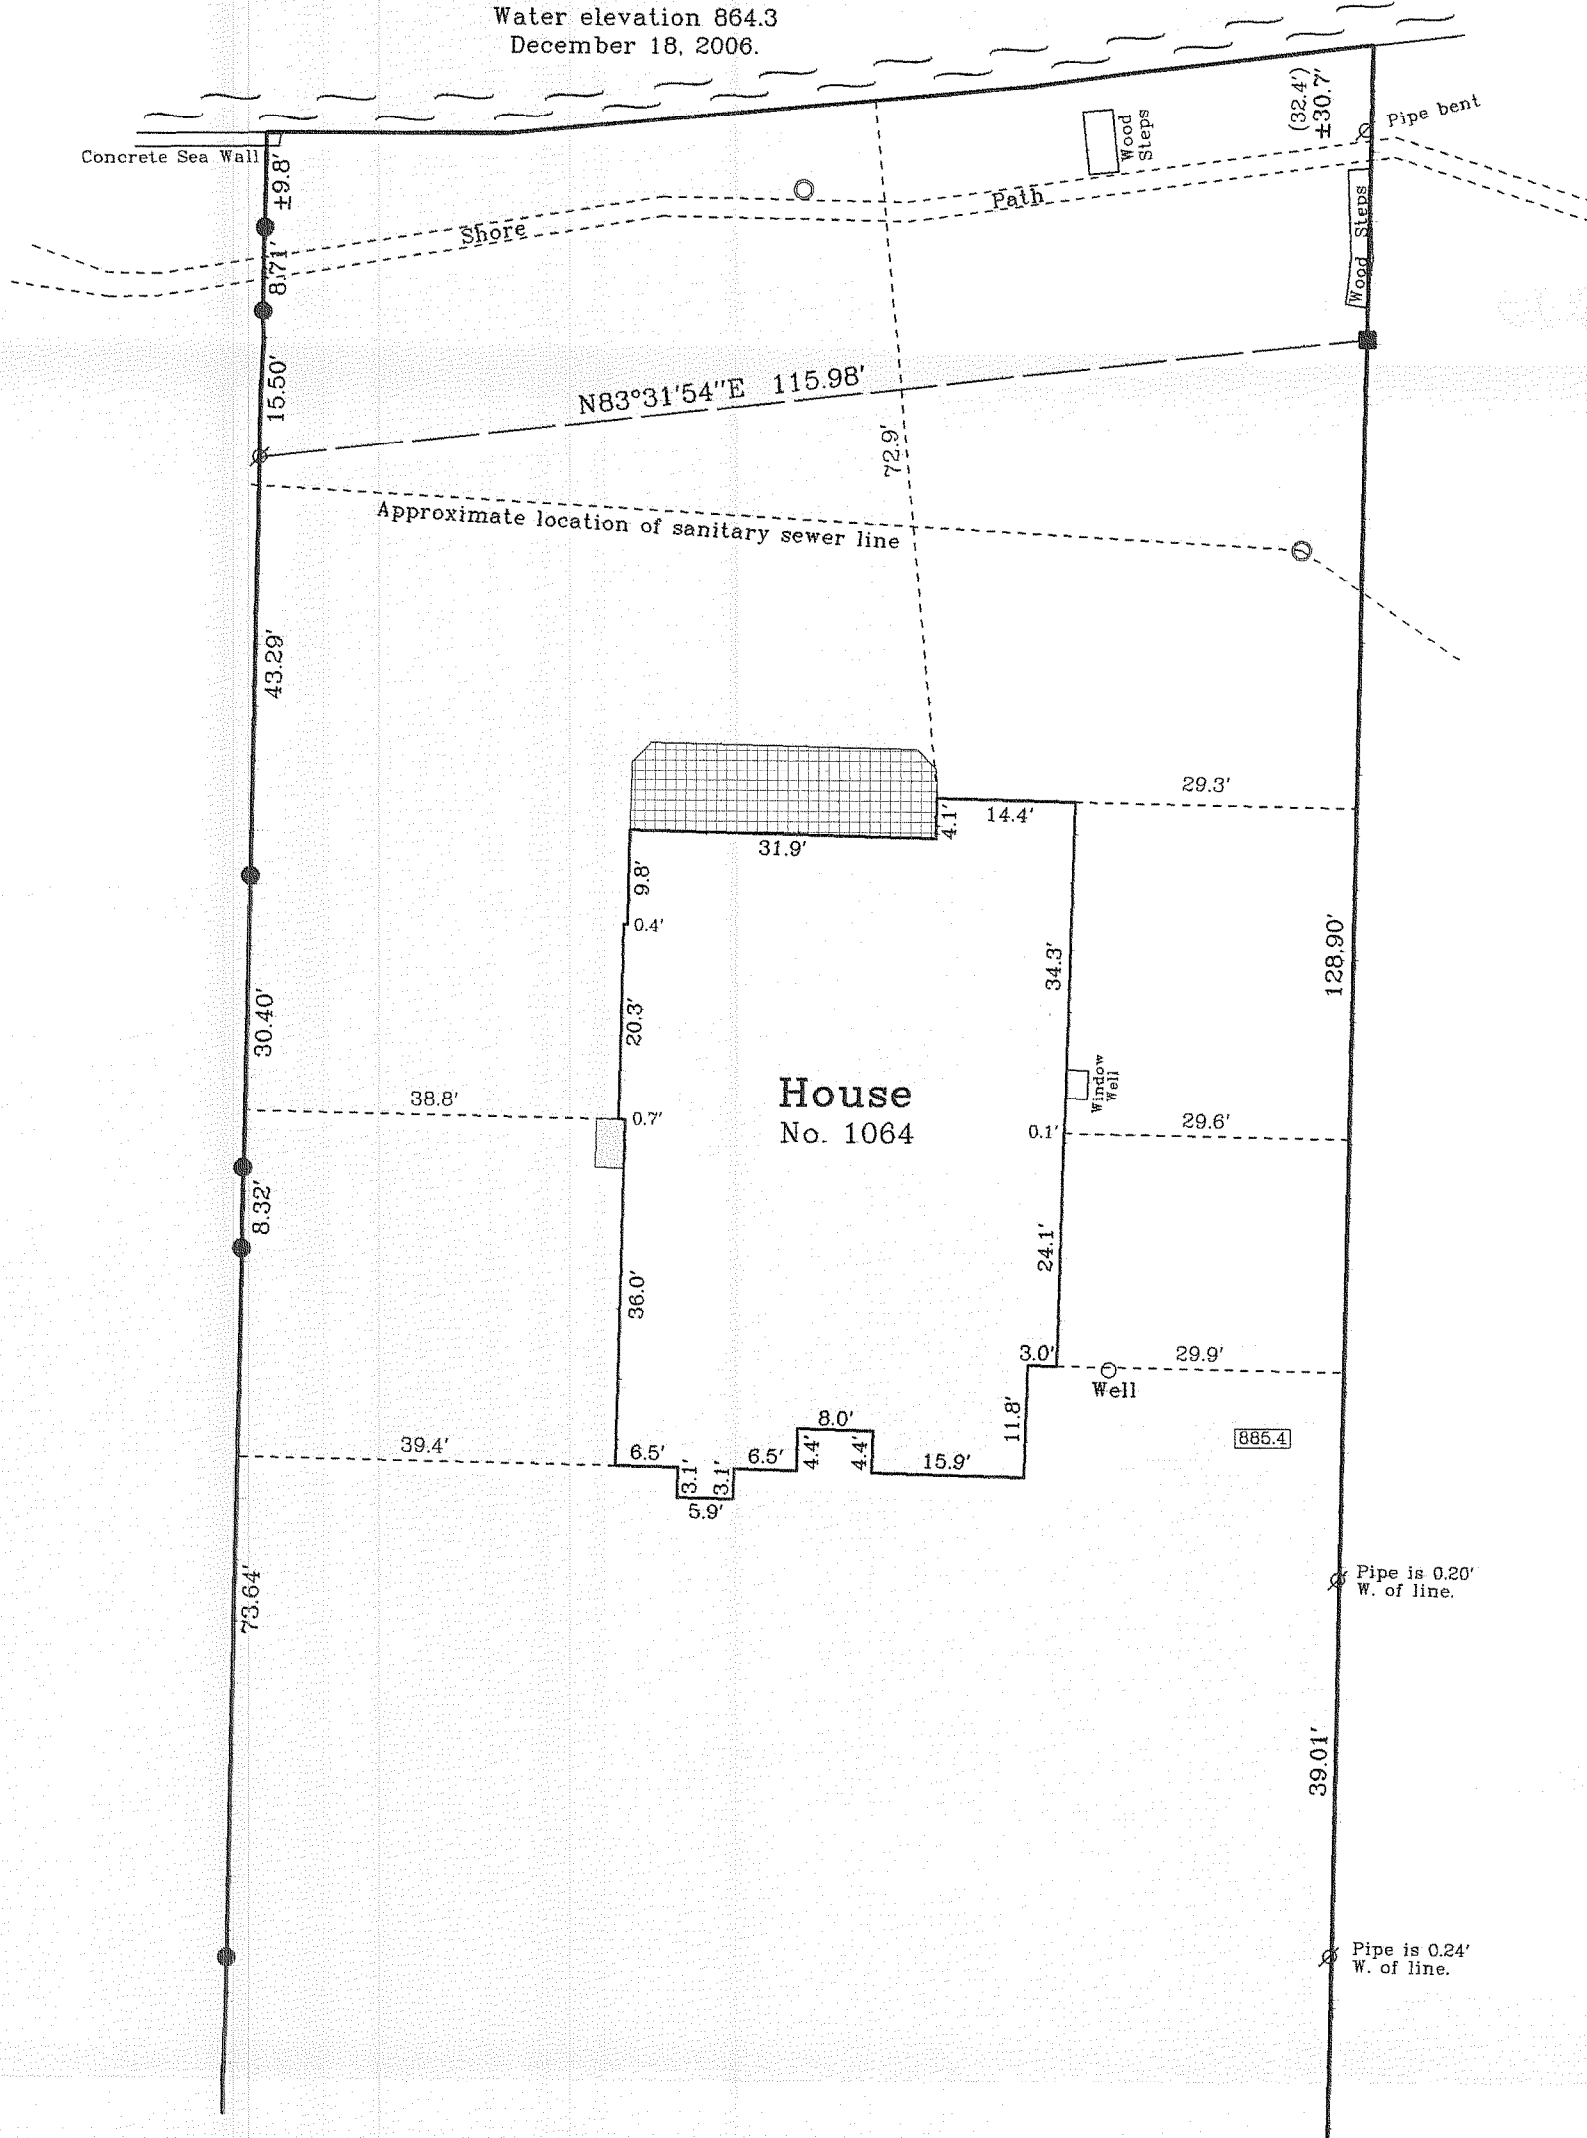 Water elevation 864.3
December 18, 2006.
Concrete Sea Wall
±9.8'
Wood
Steps
(32.4')
±30.7'
Pipe bent
Shore
Path
8.71'
Wood Steps
15.50'
N83°31'54"E 115.98'
72.9'
Approximate location of sanitary sewer line
43.29'
29.3'
4.1'
14.4'
31.9'
9.8'
0.4'
34.3'
128.90'
30.40'
20.3'
House
No. 1064
Window
Well
38.8'
0.7'
0.1'
29.6'
8.32'
36.0'
24.1'
3.0'
29.9'
Well
11.8'
8.0'
885.4
39.4'
6.5'
3.1'
3.1'
6.5'
4.4'
4.4'
15.9'
5.9'
73.64'
Pipe is 0.20'
W. of line.
39.01'
Pipe is 0.24'
W. of line.